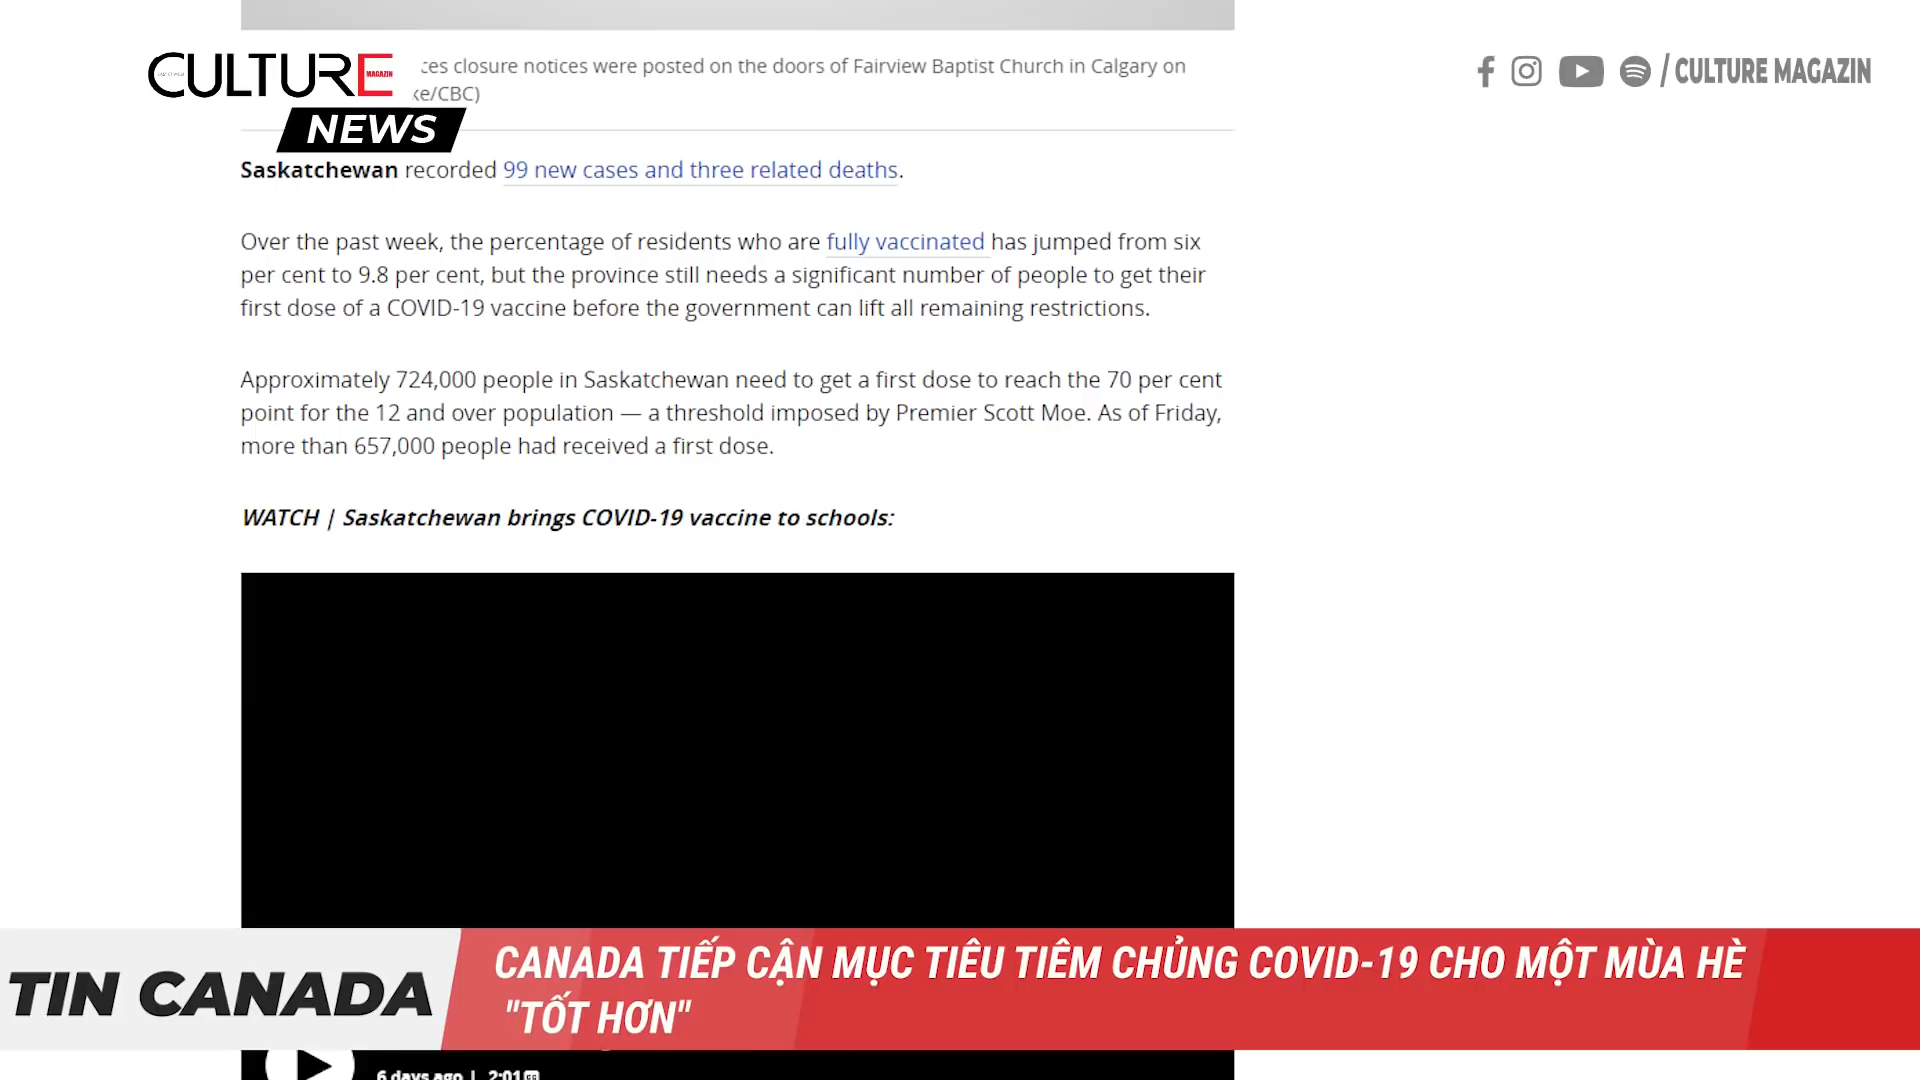 CULTURE
MAGAZIN
NEWS
closure notices were posted on the doors of Fairview Baptist Church in Calgary on
/CBC)
/ CULTURE MAGAZIN
Saskatchewan recorded 99 new cases and three related deaths.
Over the past week, the percentage of residents who are fully vaccinated has jumped from six
per cent to 9.8 per cent, but the province still needs a significant number of people to get their
first dose of a COVID-19 vaccine before the government can lift all remaining restrictions.
Approximately 724,000 people in Saskatchewan need to get a first dose to reach the 70 per cent
point for the 12 and over population — a threshold imposed by Premier Scott Moe. As of Friday,
more than 657,000 people had received a first dose.
WATCH | Saskatchewan brings COVID-19 vaccine to schools:
TIN CANADA
CANADA TIẾP CẬN MỤC TIÊU TIÊM CHỦNG COVID-19 CHO MỘT MÙA HÈ
"TỐT HƠN"
6 days ago | 2:01